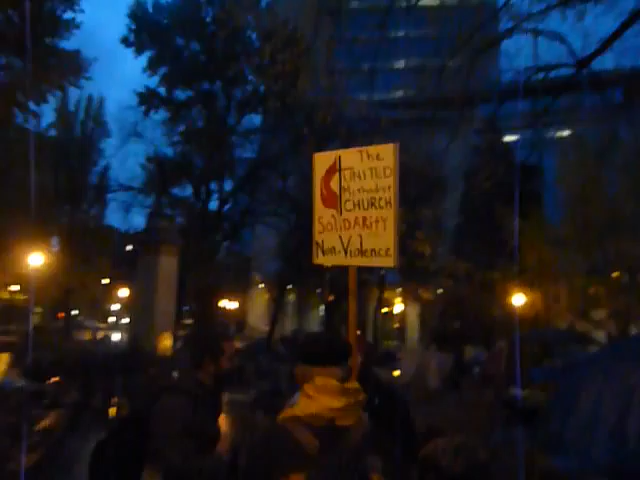 The
UNITED
Methodist
CHURCH
SoliDARiTy
Non-Violence